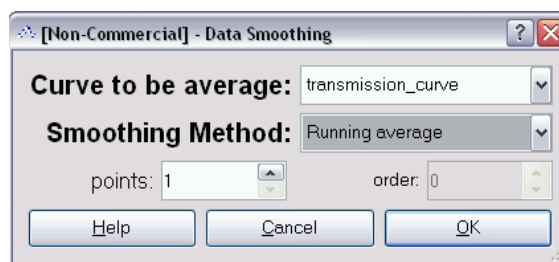 [Non-Commercial] - Data Smoothing
Curve to be average: transmission_curve
Smoothing Method: Running average
points: 1 order: 0
Help Cancel OK